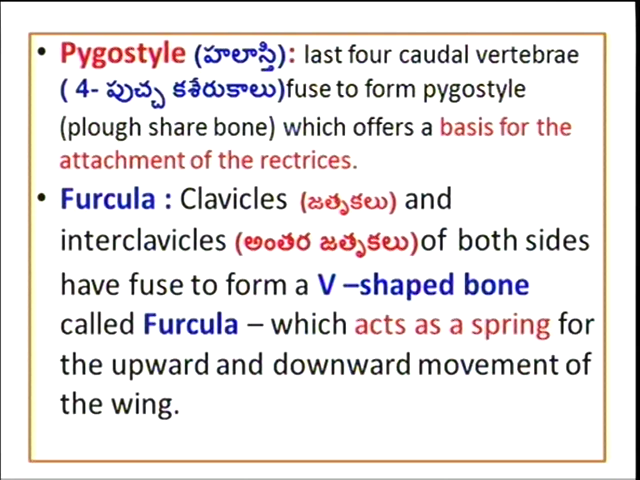 • Pygostyle (హలాస్తి): last four caudal vertebrae
( 4- పుచ్ఛ కశేరుకాలు)fuse to form pygostyle
(plough share bone) which offers a basis for the
attachment of the rectrices.
• Furcula : Clavicles (జతృకలు) and
interclavicles (అంతర జతృకలు)of both sides
have fuse to form a V –shaped bone
called Furcula – which acts as a spring for
the upward and downward movement of
the wing.